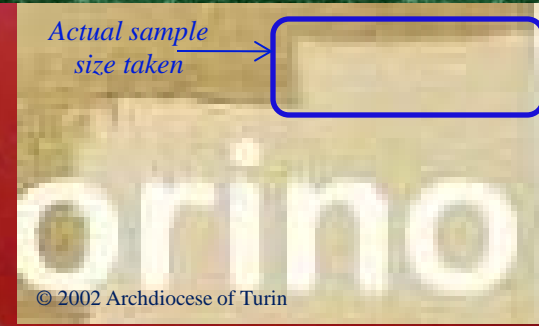 Actual sample
size taken
orino
© 2002 Archdiocese of Turin